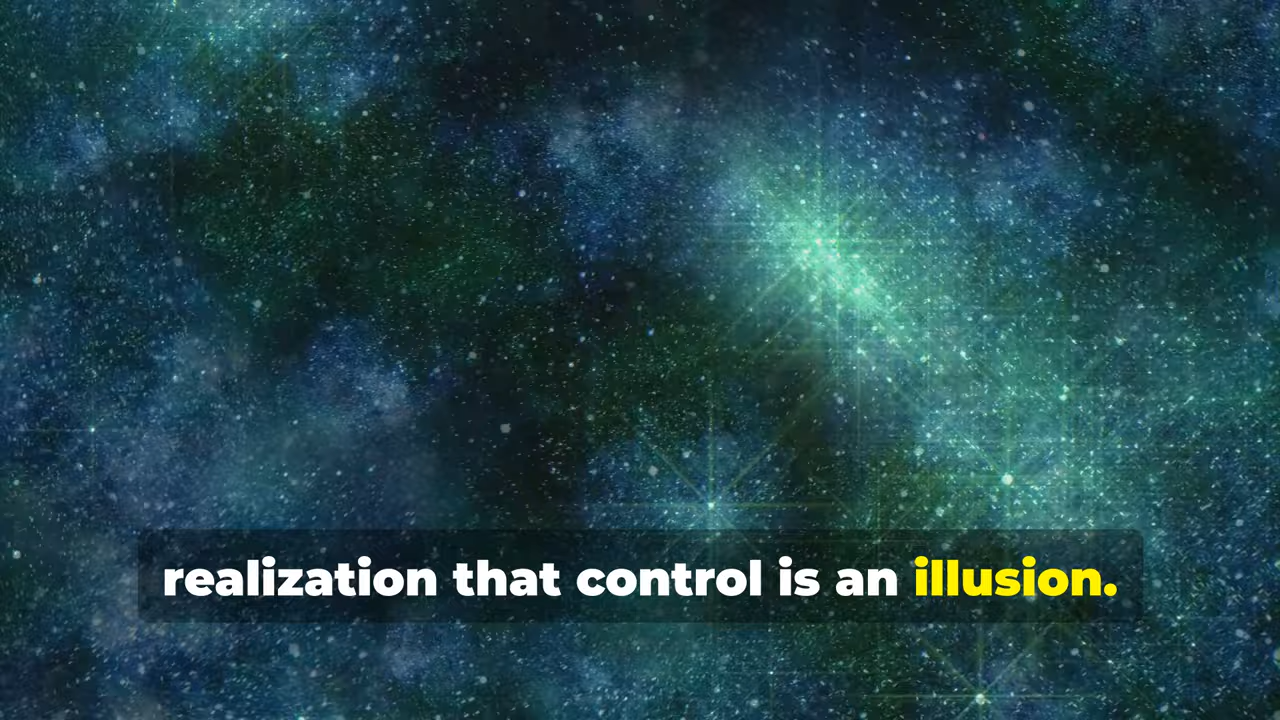 realization that control is an illusion.